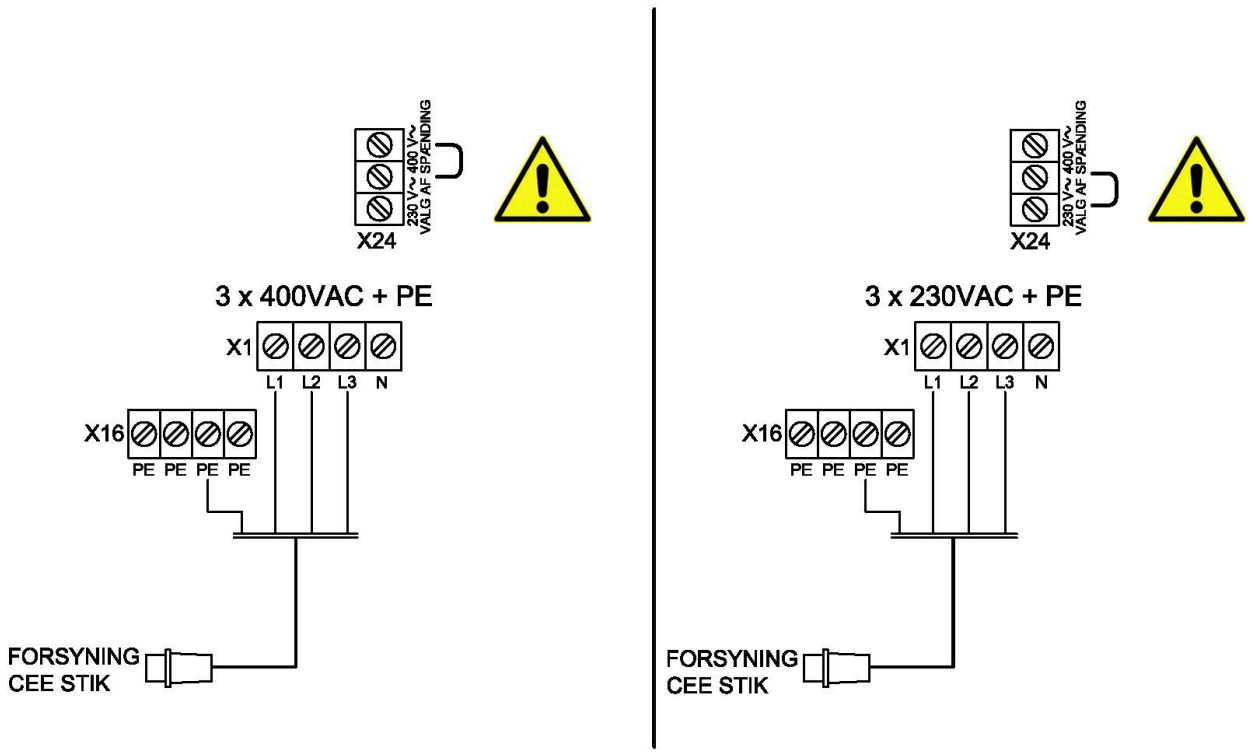 230 V~ 400 V~
VALG AF SPÆNDING
X24
3 x 400VAC + PE
X1
L1 L2 L3 N
X16
PE PE PE PE
FORSYNING
CEE STIK
230 V~ 400 V~
VALG AF SPÆNDING
X24
3 x 230VAC + PE
X1
L1 L2 L3 N
X16
PE PE PE PE
FORSYNING
CEE STIK